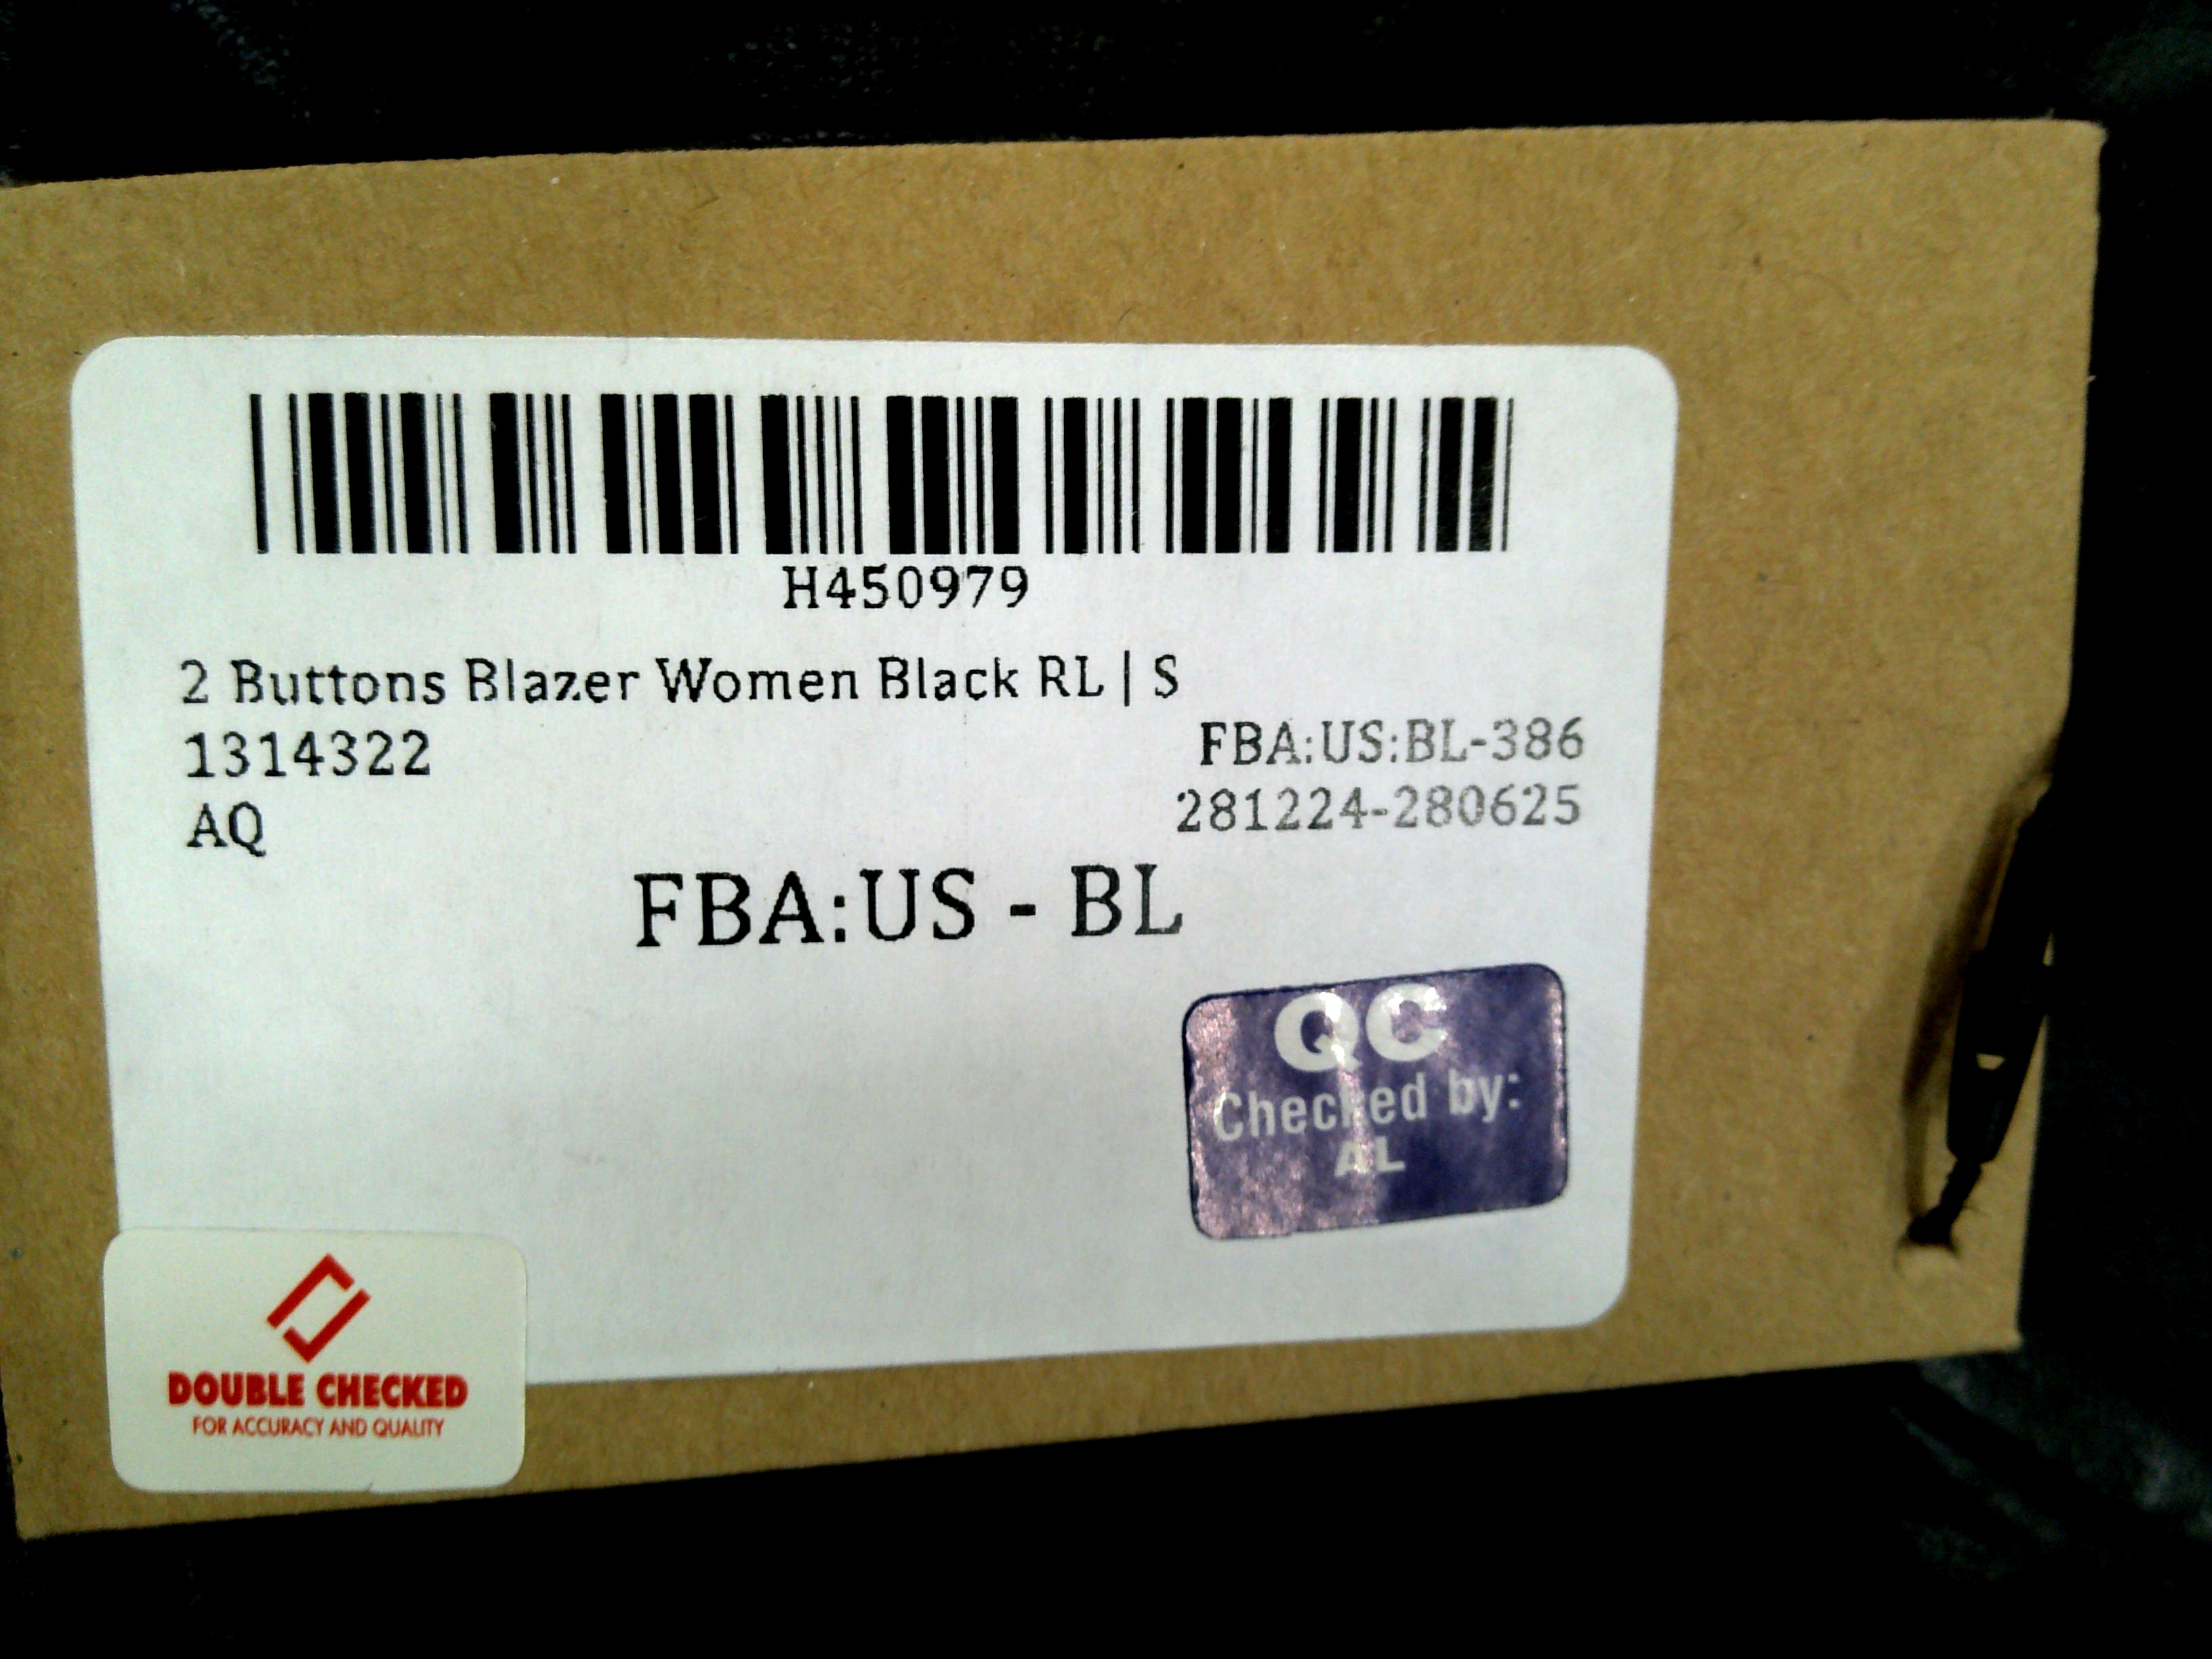 H450979
2 Buttons Blazer Women Black RL | S
1314322
FBA:US:BL-386
AQ
281224-280625
FBA:US - BL
QC
Checked by:
AL
DOUBLE CHECKED
FOR ACCURACY AND QUALITY